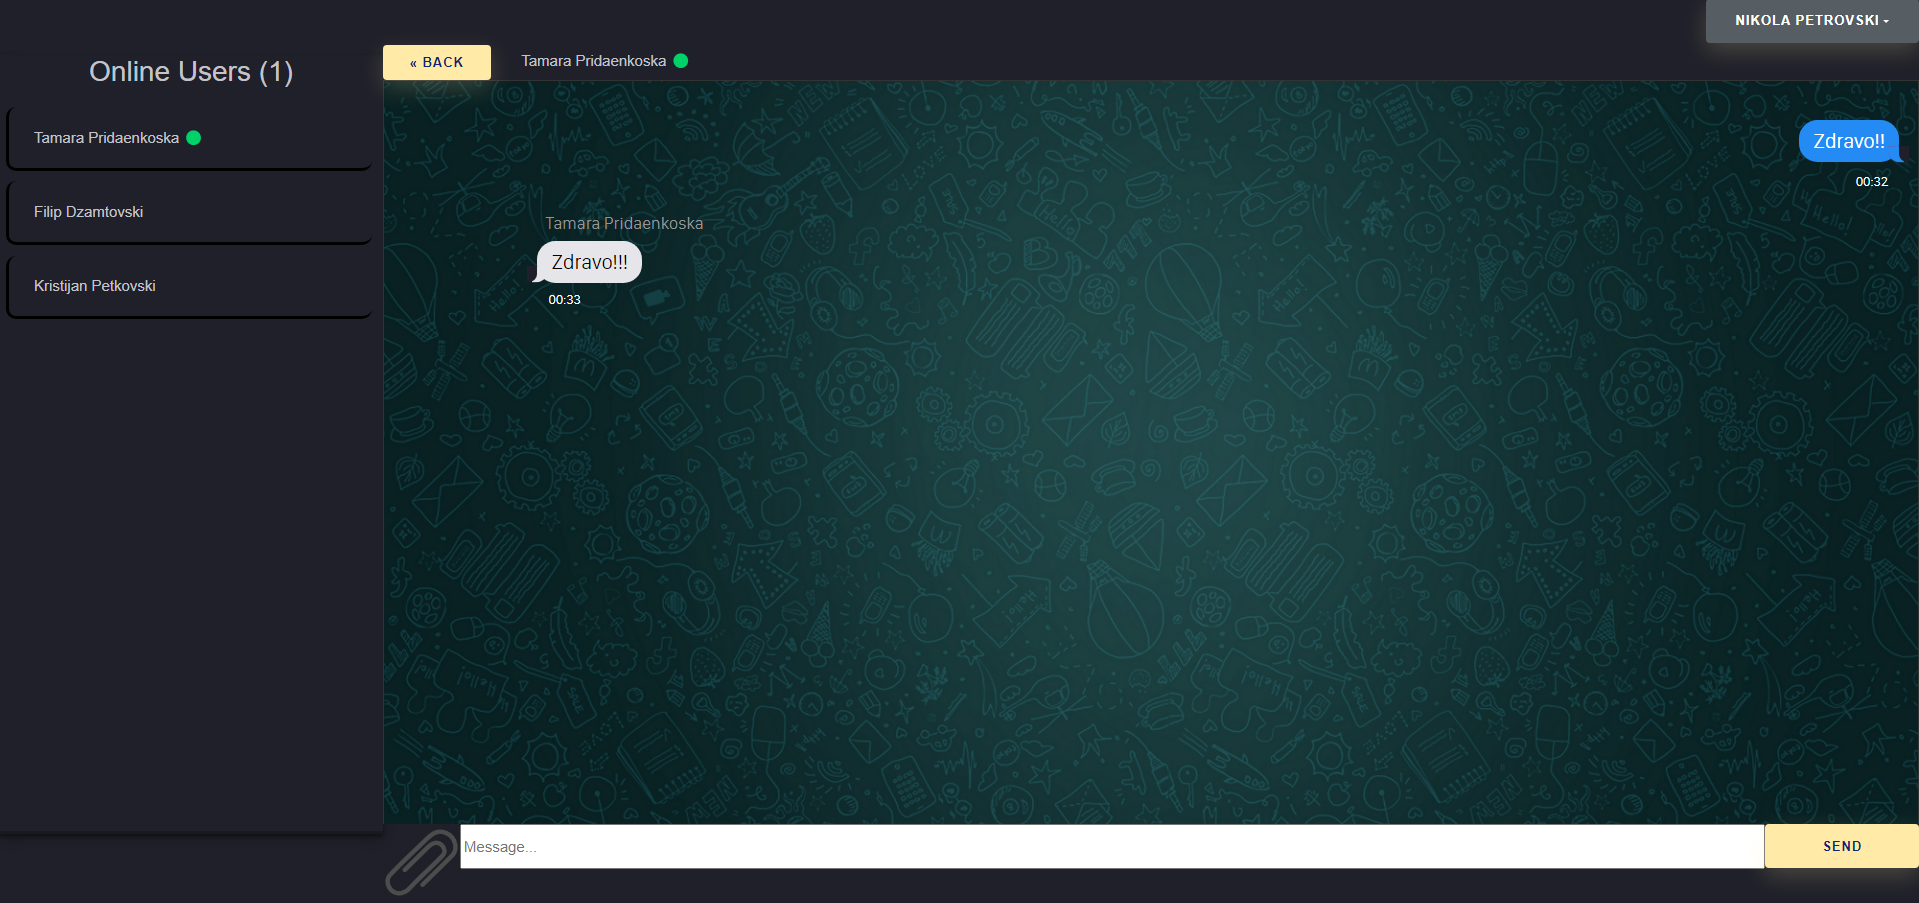 NIKOLA PETROVSKI
Online Users (1)
« BACK
Tamara Pridaenkoska
Tamara Pridaenkoska
Filip Dzamtovski
Kristijan Petkovski
Zdravo!!
00:32
Tamara Pridaenkoska
Zdravo!!!
00:33
Message...
SEND